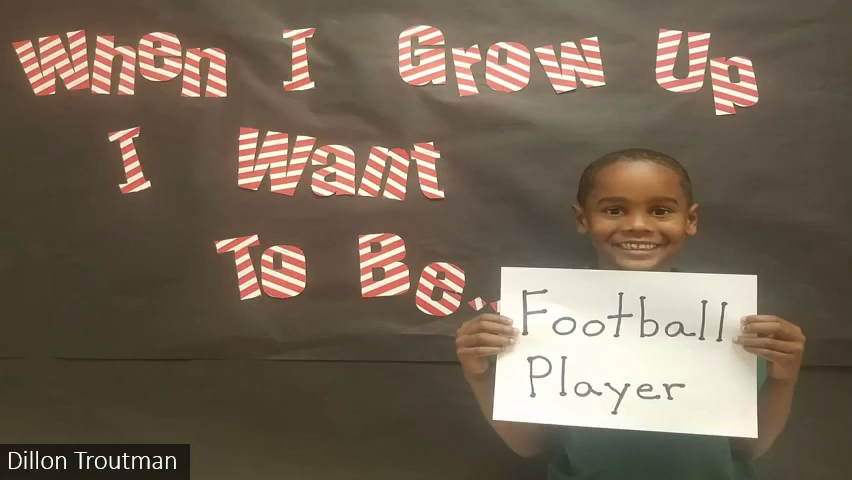 When I Grow Up
I Want
To Be...
Football
Player
Dillon Troutman